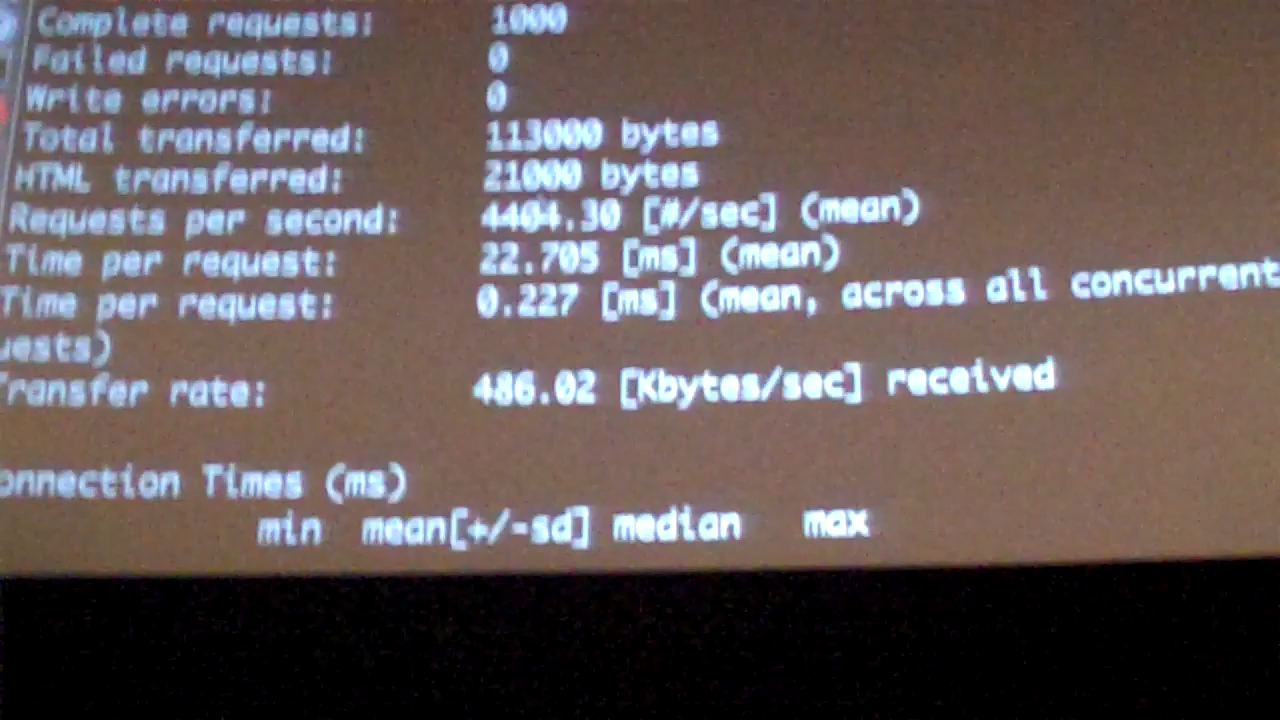 Complete requests: 1000
Failed requests: 0
Write errors: 0
Total transferred: 113000 bytes
HTML transferred: 21000 bytes
Requests per second: 4404.30 [#/sec] (mean)
Time per request: 22.705 [ms] (mean)
Time per request: 0.227 [ms] (mean, across all concurrent
uests)
Transfer rate: 486.02 [Kbytes/sec] received
onnection Times (ms)
min mean[+/-sd] median max